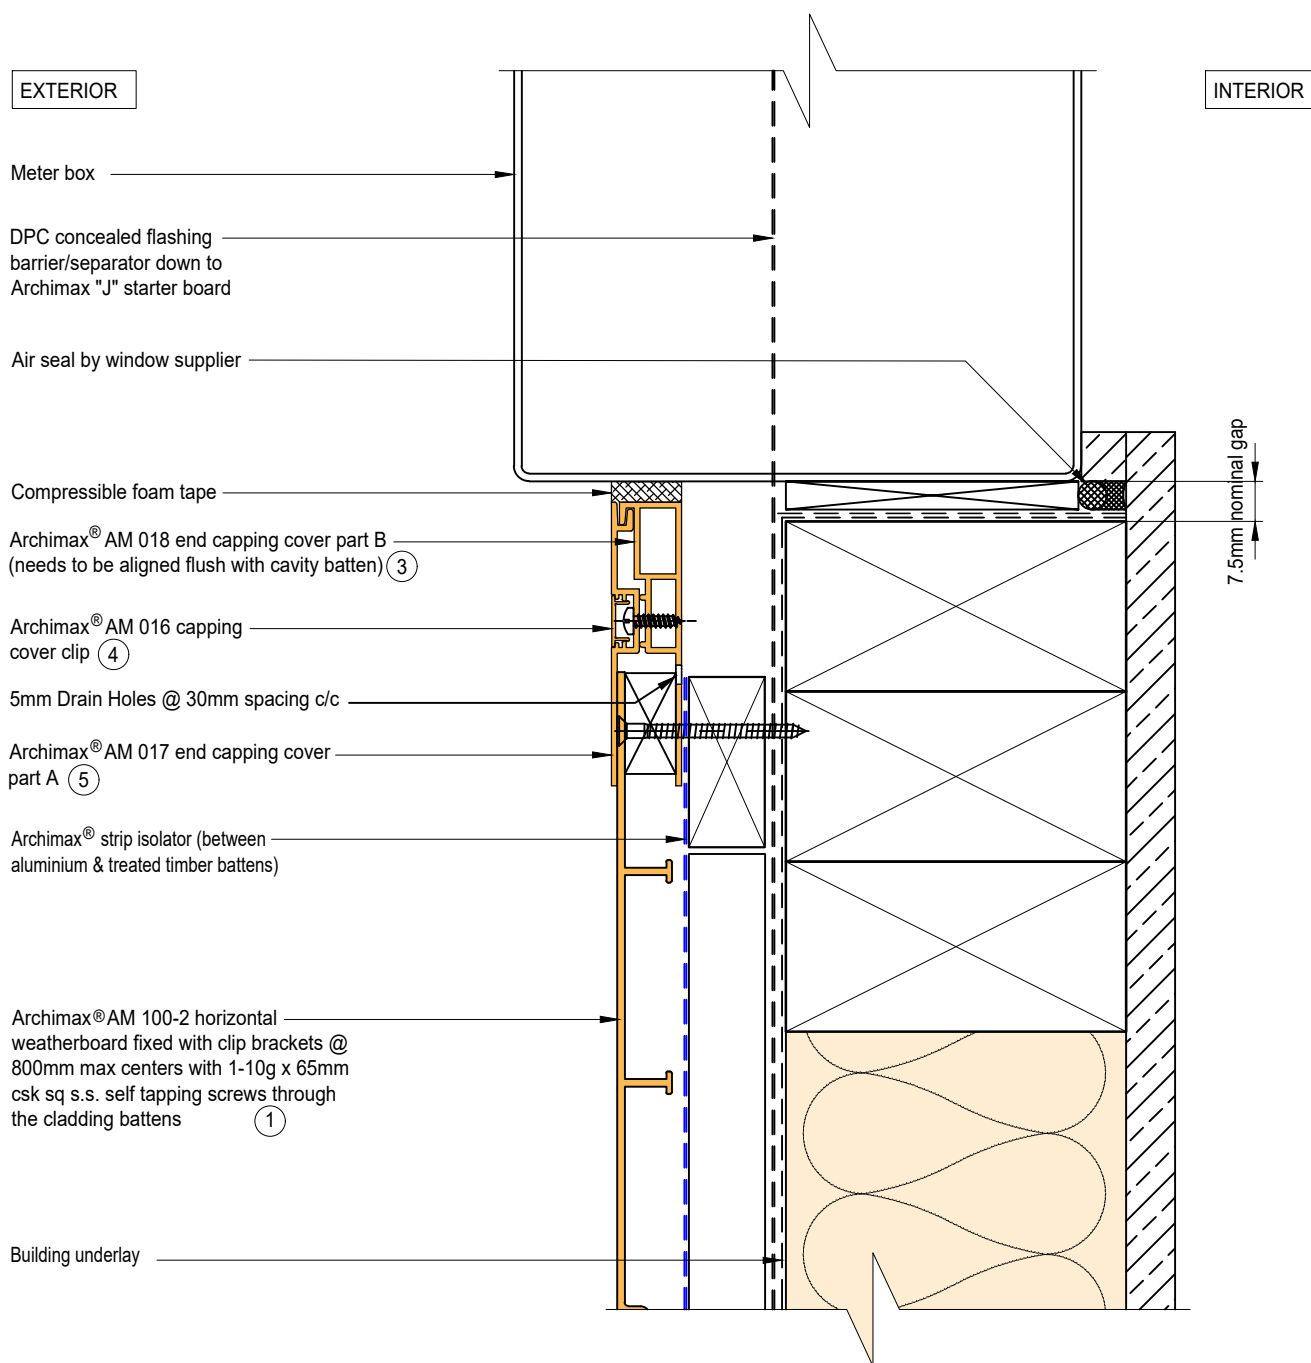 EXTERIOR
INTERIOR
Meter box
DPC concealed flashing
barrier/separator down to
Archimax "J" starter board
Air seal by window supplier
7.5mm nominal gap
Compressible foam tape
Archimax® AM 018 end capping cover part B
(needs to be aligned flush with cavity batten) 3
Archimax® AM 016 capping
cover clip 4
5mm Drain Holes @ 30mm spacing c/c
Archimax® AM 017 end capping cover
part A 5
Archimax® strip isolator (between
aluminium & treated timber battens)
Archimax® AM 100-2 horizontal
weatherboard fixed with clip brackets @
800mm max centers with 1-10g x 65mm
csk sq s.s. self tapping screws through
the cladding battens 1
Building underlay